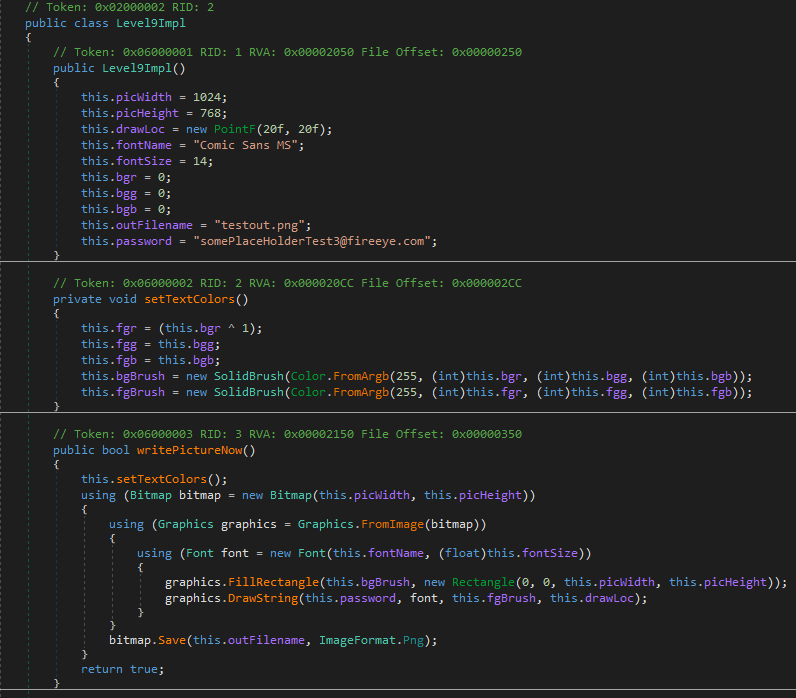 // Token: 0x02000002 RID: 2
public class Level9Impl
{
    // Token: 0x06000001 RID: 1 RVA: 0x00002050 File Offset: 0x00000250
    public Level9Impl()
    {
        this.picWidth = 1024;
        this.picHeight = 768;
        this.drawLoc = new PointF(20f, 20f);
        this.fontName = "Comic Sans MS";
        this.fontSize = 14;
        this.bgr = 0;
        this.bgg = 0;
        this.bgb = 0;
        this.outFilename = "testout.png";
        this.password = "somePlaceHolderTest3@fireeye.com";
    }
    // Token: 0x06000002 RID: 2 RVA: 0x000020CC File Offset: 0x000002CC
    private void setTextColors()
    {
        this.fgr = (this.bgr ^ 1);
        this.fgg = this.bgg;
        this.fgb = this.bgb;
        this.bgBrush = new SolidBrush(Color.FromArgb(255, (int)this.bgr, (int)this.bgg, (int)this.bgb));
        this.fgBrush = new SolidBrush(Color.FromArgb(255, (int)this.fgr, (int)this.fgg, (int)this.fgb));
    }
    // Token: 0x06000003 RID: 3 RVA: 0x00002150 File Offset: 0x00000350
    public bool writePictureNow()
    {
        this.setTextColors();
        using (Bitmap bitmap = new Bitmap(this.picWidth, this.picHeight))
        {
            using (Graphics graphics = Graphics.FromImage(bitmap))
            {
                using (Font font = new Font(this.fontName, (float)this.fontSize))
                {
                    graphics.FillRectangle(this.bgBrush, new Rectangle(0, 0, this.picWidth, this.picHeight));
                    graphics.DrawString(this.password, font, this.fgBrush, this.drawLoc);
                }
            }
            bitmap.Save(this.outFilename, ImageFormat.Png);
        }
        return true;
    }